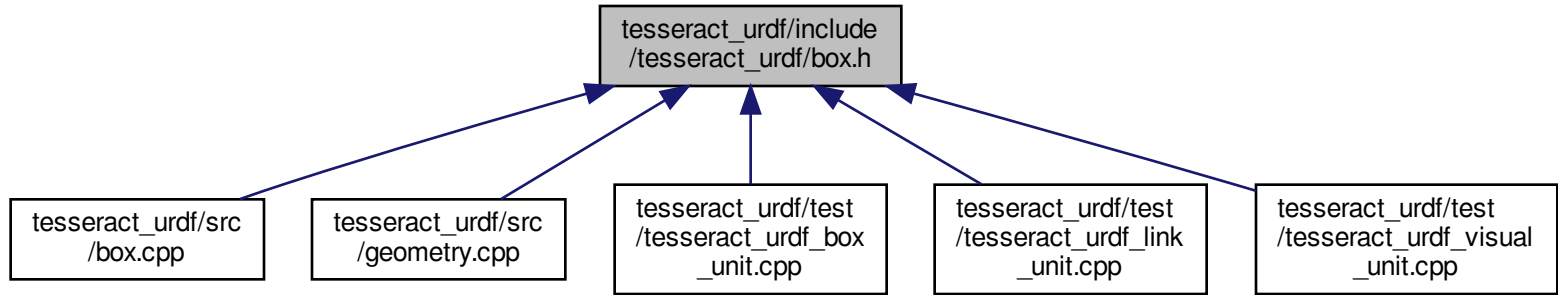 tesseract_urdf/include
/tesseract_urdf/box.h
tesseract_urdf/src
/box.cpp
tesseract_urdf/src
/geometry.cpp
tesseract_urdf/test
/tesseract_urdf_box
_unit.cpp
tesseract_urdf/test
/tesseract_urdf_link
_unit.cpp
tesseract_urdf/test
/tesseract_urdf_visual
_unit.cpp